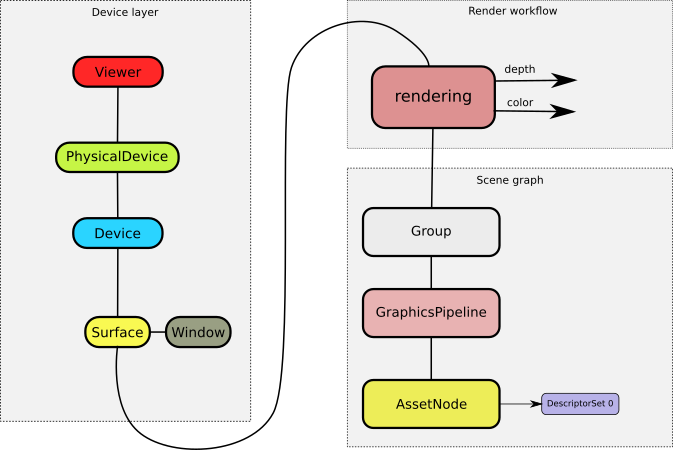 Device layer
Viewer
PhysicalDevice
Device
Surface
Window
Render workflow
rendering
depth
color
Scene graph
Group
GraphicsPipeline
AssetNode
DescriptorSet 0